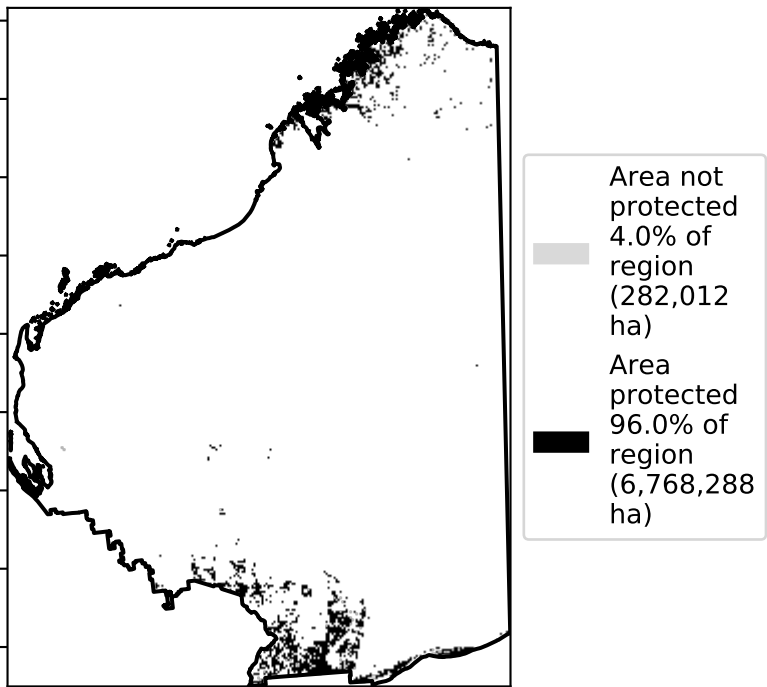 Area not
protected
4.0% of
region
(282,012
ha)
Area
protected
96.0% of
region
(6,768,288
ha)